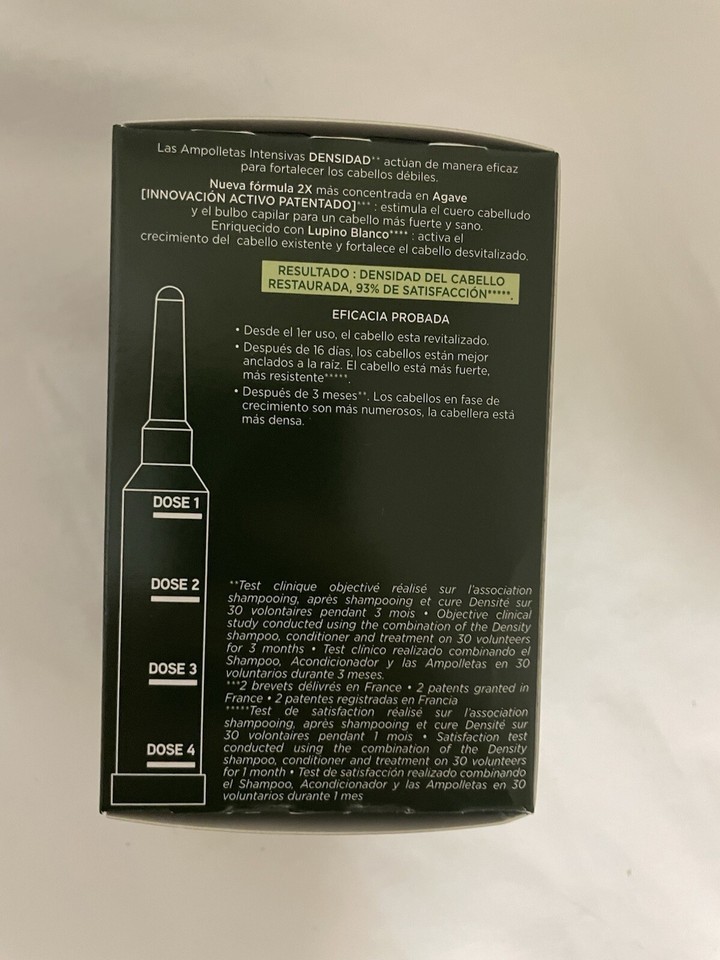 Las Ampolletas Intensivas DENSIDAD** actúan de manera eficaz
para fortalecer los cabellos débiles.
Nueva fórmula 2X más concentrada en Agave
[INNOVACIÓN ACTIVO PATENTADO]*** : estimula el cuero cabelludo
y el bulbo capilar para un cabello más fuerte y sano.
Enriquecido con Lupino Blanco**** : activa el
crecimiento del cabello existente y fortalece el cabello desvitalizado.
RESULTADO : DENSIDAD DEL CABELLO
RESTAURADA, 93% DE SATISFACCIÓN*****.
EFICACIA PROBADA
• Desde el 1er uso, el cabello esta revitalizado.
• Después de 16 días, los cabellos están mejor
anclados a la raíz. El cabello está más fuerte,
más resistente*****.
• Después de 3 meses**. Los cabellos en fase de
crecimiento son más numerosos, la cabellera está
más densa.
DOSE 1
DOSE 2
DOSE 3
DOSE 4
**Test clinique objectivé réalisé sur l'association
shampooing, après shampooing et cure Densité sur
30 volontaires pendant 3 mois • Objective clinical
study conducted using the combination of the Density
shampoo, conditioner and treatment on 30 volunteers
for 3 months • Test clínico realizado combinando el
Shampoo, Acondicionador y las Ampolletas en 30
voluntarios durante 3 meses.
***2 brevets délivrés en France • 2 patents granted in
France • 2 patentes registradas en Francia
*****Test de satisfaction réalisé sur l'association
shampooing, après shampooing et cure Densité sur
30 volontaires pendant 1 mois • Satisfaction test
conducted using the combination of the Density
shampoo, conditioner and treatment on 30 volunteers
for 1 month • Test de satisfacción realizado combinando
el Shampoo, Acondicionador y las Ampolletas en 30
voluntarios durante 1 mes